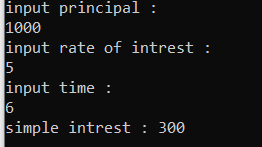 input principal :
1000
input rate of intrest :
5
input time :
6
simple intrest : 300